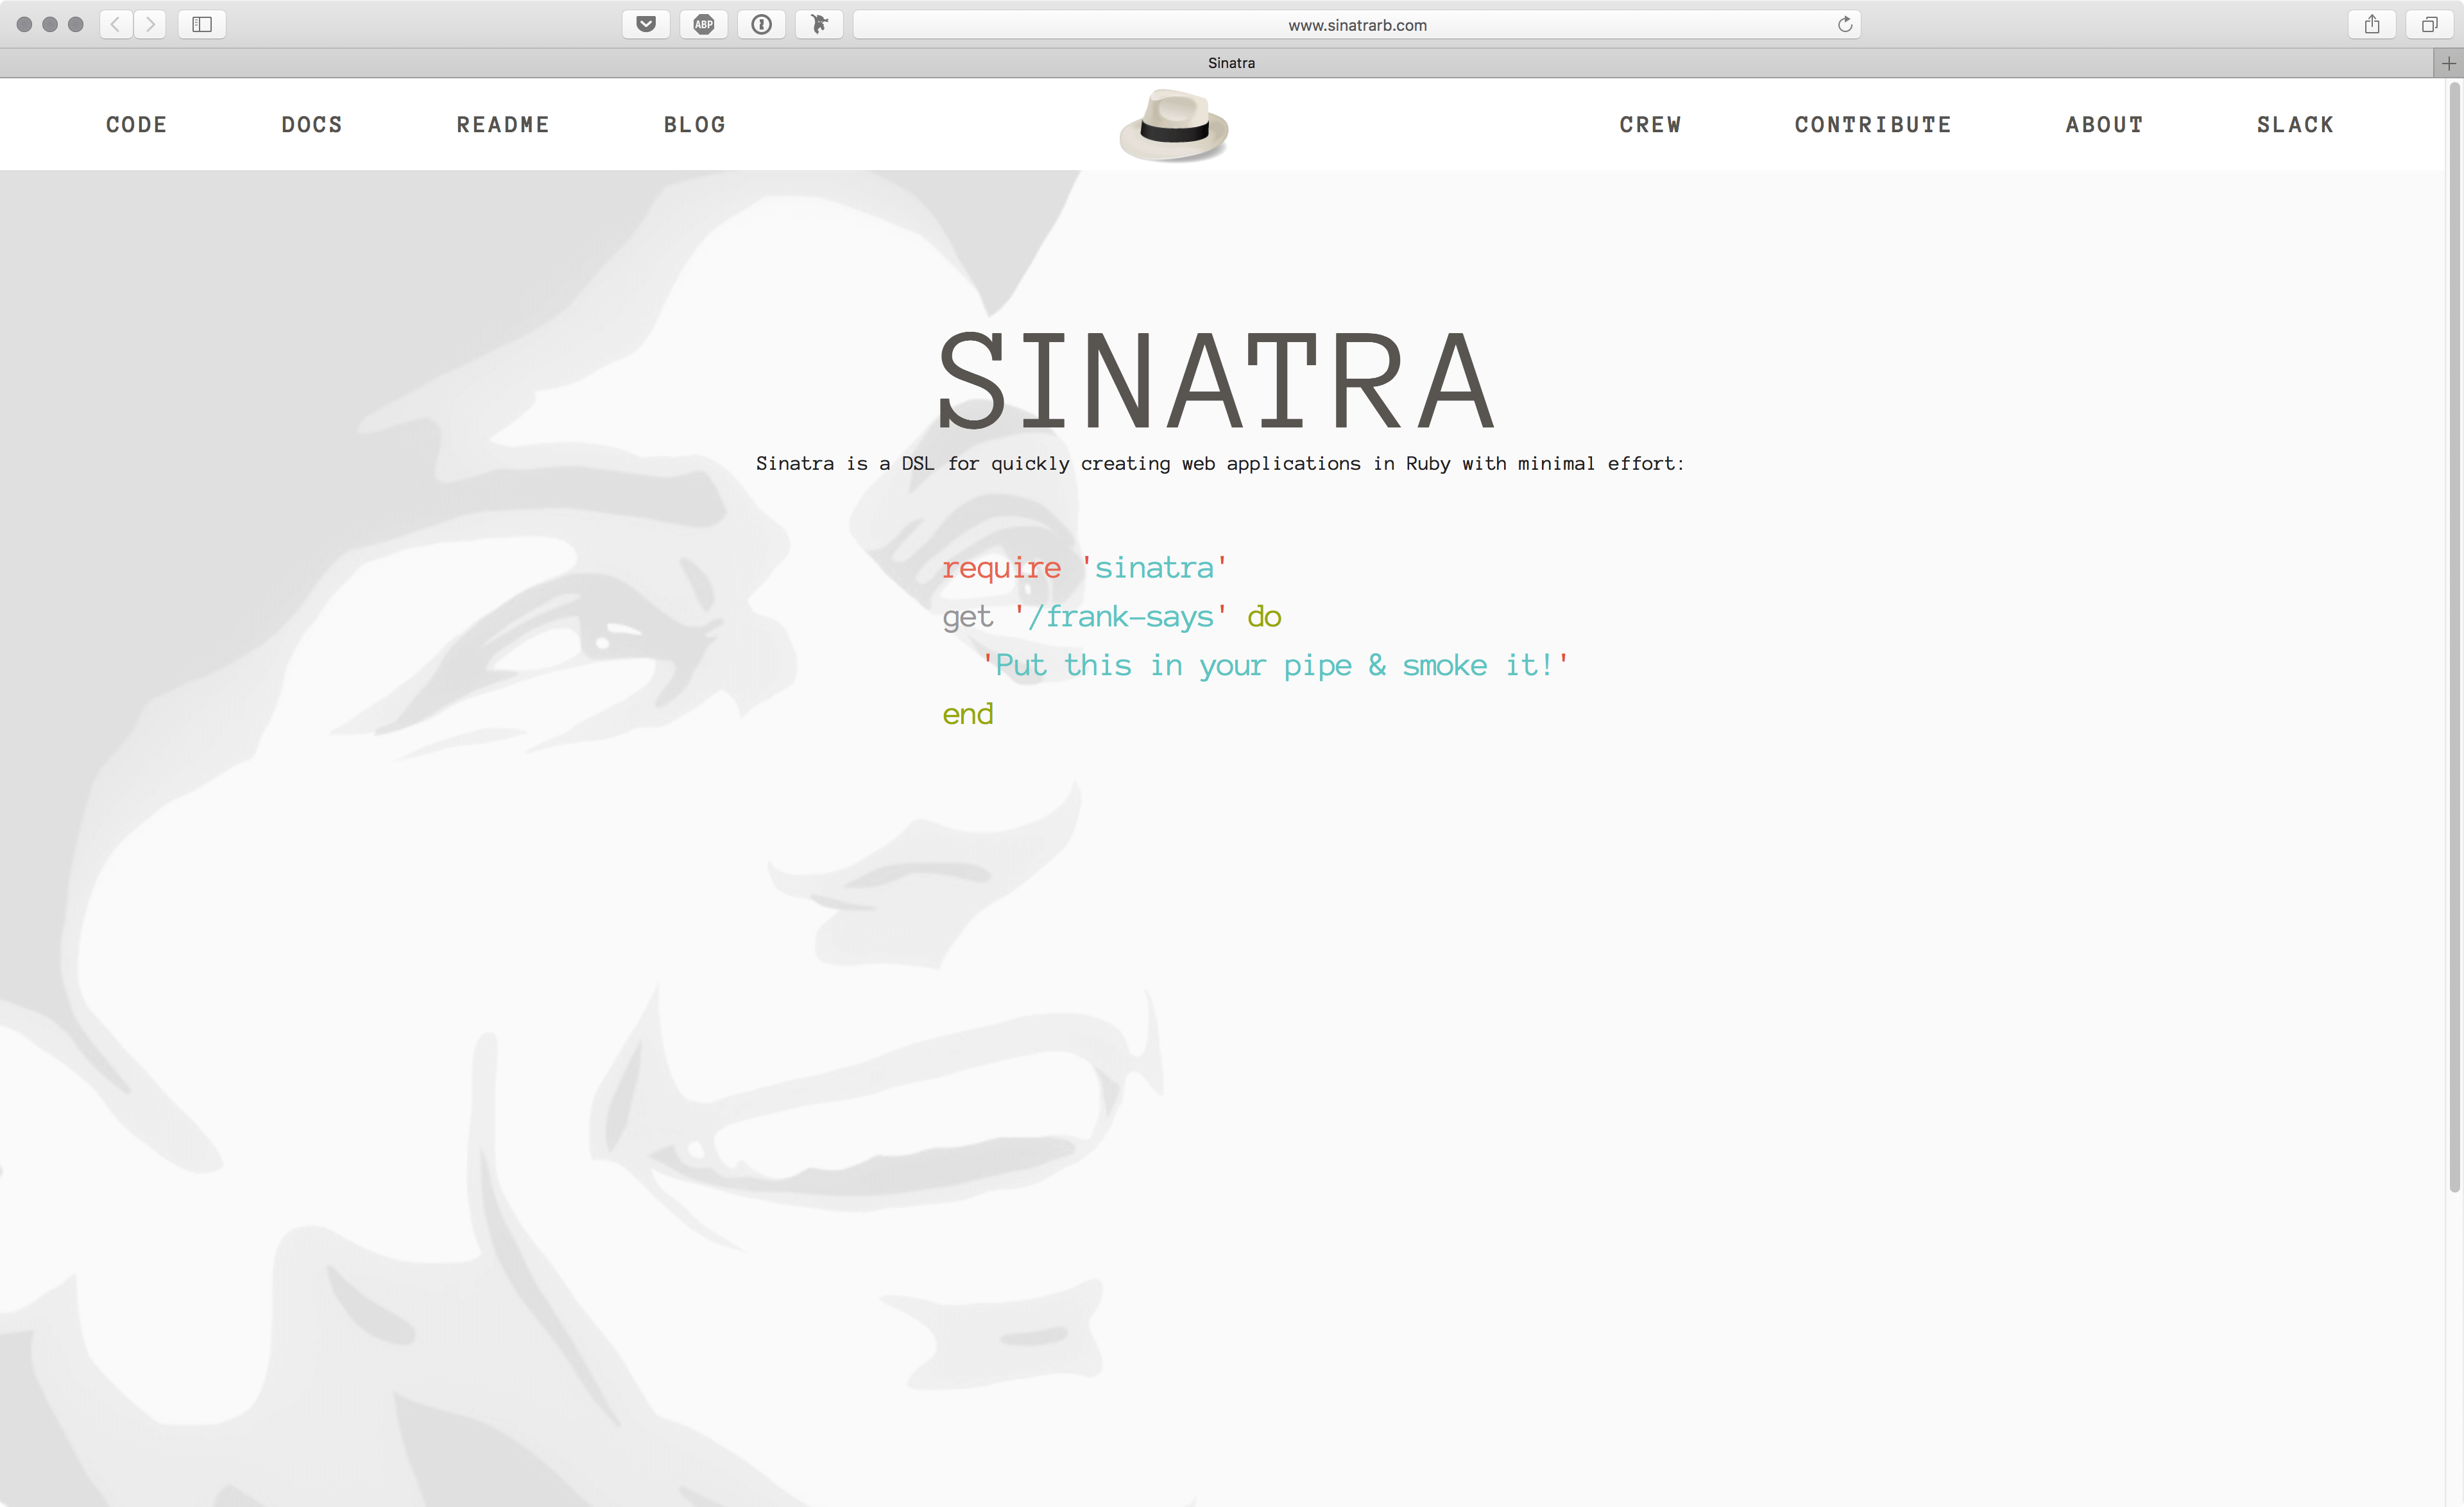 ABP
www.sinatrarb.com
Sinatra
CODE DOCS README BLOG CREW CONTRIBUTE ABOUT SLACK
SINATRA
Sinatra is a DSL for quickly creating web applications in Ruby with minimal effort:
require 'sinatra'
get '/frank-says' do
'Put this in your pipe & smoke it!'
end